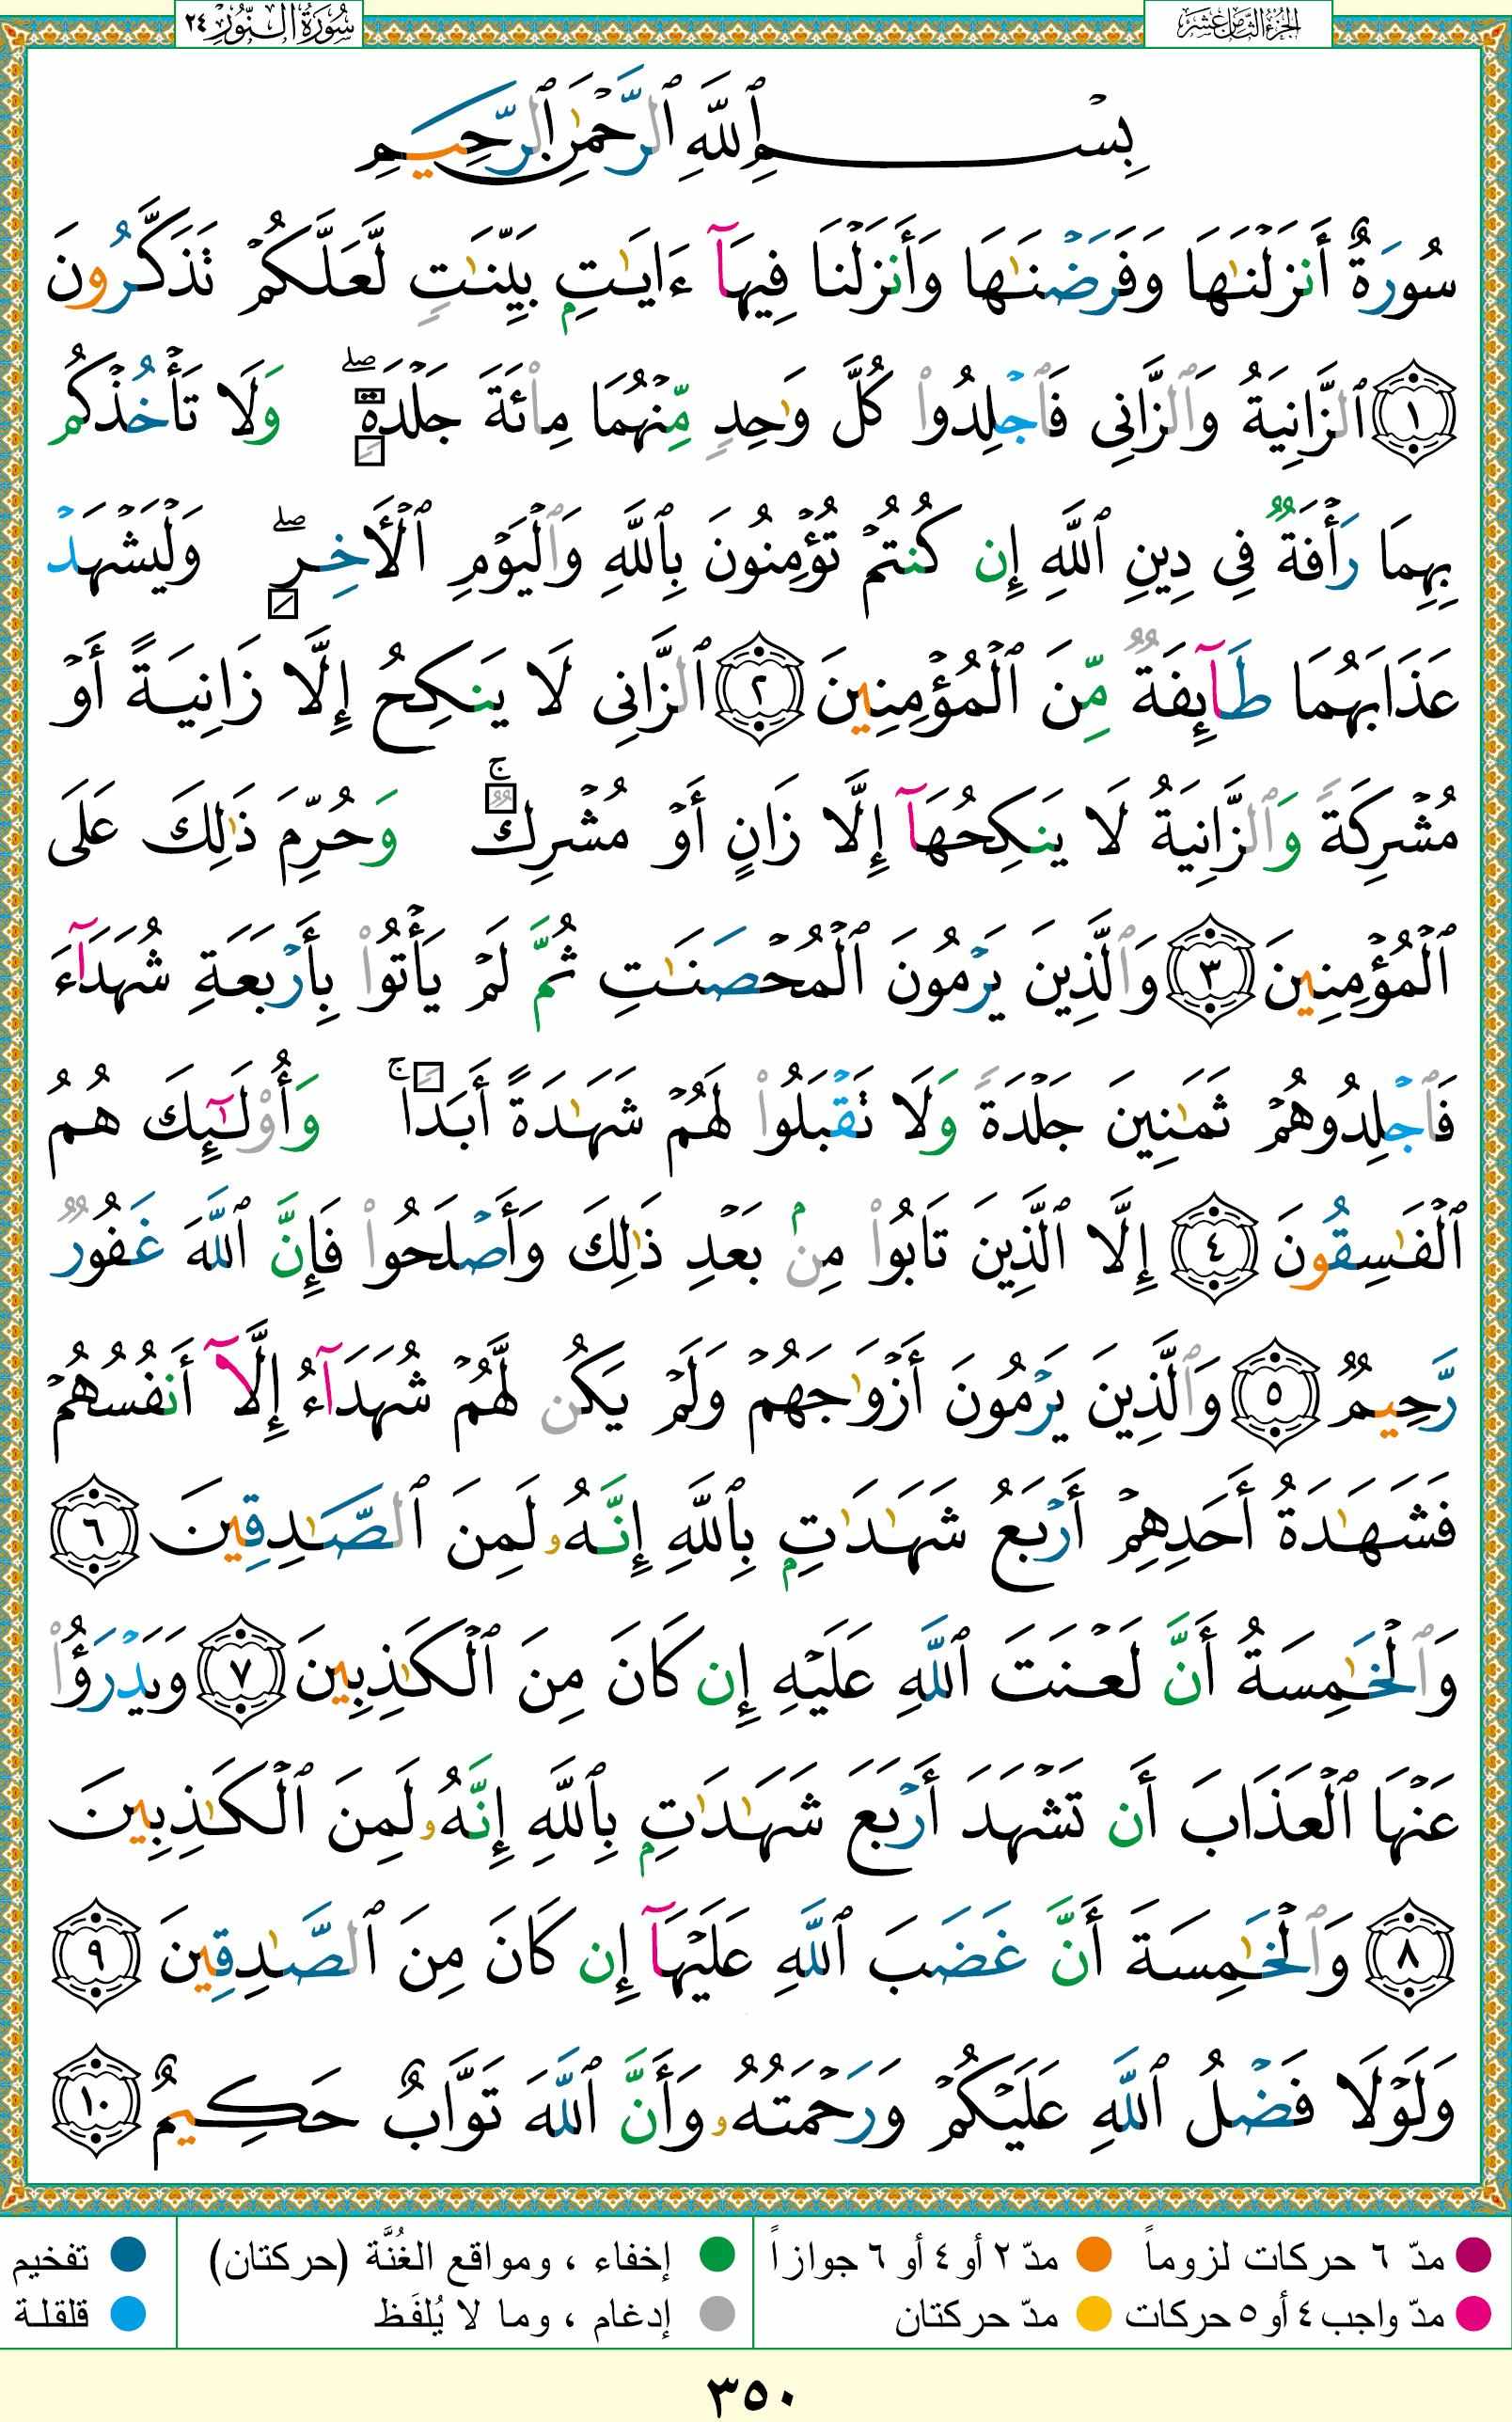 الجزء الثامن عشر
سُورَةُ النُّورِ ٢٤
بِسْمِ ٱللَّهِ ٱلرَّحْمَٰنِ ٱلرَّحِيمِ
سُورَةٌ أَنزَلْنَٰهَا وَفَرَضْنَٰهَا وَأَنزَلْنَا فِيهَآ ءَايَٰتٍۭ بَيِّنَٰتٍ لَّعَلَّكُمْ تَذَكَّرُونَ
١ ٱلزَّانِيَةُ وَٱلزَّانِى فَٱجْلِدُوا۟ كُلَّ وَٰحِدٍ مِّنْهُمَا مِا۟ئَةَ جَلْدَةٍ ۖ وَلَا تَأْخُذْكُم
بِهِمَا رَأْفَةٌ فِى دِينِ ٱللَّهِ إِن كُنتُمْ تُؤْمِنُونَ بِٱللَّهِ وَٱلْيَوْمِ ٱلْأَخِرِ ۖ وَلْيَشْهَدْ
عَذَابَهُمَا طَآئِفَةٌ مِّنَ ٱلْمُؤْمِنِينَ ٢ ٱلزَّانِى لَا يَنكِحُ إِلَّا زَانِيَةً أَوْ
مُشْرِكَةً وَٱلزَّانِيَةُ لَا يَنكِحُهَآ إِلَّا زَانٍ أَوْ مُشْرِكٌ ۚ وَحُرِّمَ ذَٰلِكَ عَلَى
ٱلْمُؤْمِنِينَ ٣ وَٱلَّذِينَ يَرْمُونَ ٱلْمُحْصَنَٰتِ ثُمَّ لَمْ يَأْتُوا۟ بِأَرْبَعَةِ شُهَدَآءَ
فَٱجْلِدُوهُمْ ثَمَٰنِينَ جَلْدَةً وَلَا تَقْبَلُوا۟ لَهُمْ شَهَٰدَةً أَبَدًا ۚ وَأُو۟لَٰٓئِكَ هُمُ
ٱلْفَٰسِقُونَ ٤ إِلَّا ٱلَّذِينَ تَابُوا۟ مِنۢ بَعْدِ ذَٰلِكَ وَأَصْلَحُوا۟ فَإِنَّ ٱللَّهَ غَفُورٌ
رَّحِيمٌ ٥ وَٱلَّذِينَ يَرْمُونَ أَزْوَٰجَهُمْ وَلَمْ يَكُن لَّهُمْ شُهَدَآءُ إِلَّآ أَنفُسُهُمْ
فَشَهَٰدَةُ أَحَدِهِمْ أَرْبَعُ شَهَٰدَٰتٍۭ بِٱللَّهِ إِنَّهُۥ لَمِنَ ٱلصَّٰدِقِينَ ٦
وَٱلْخَٰمِسَةُ أَنَّ لَعْنَتَ ٱللَّهِ عَلَيْهِ إِن كَانَ مِنَ ٱلْكَٰذِبِينَ ٧ وَيَدْرَؤُا۟
عَنْهَا ٱلْعَذَابَ أَن تَشْهَدَ أَرْبَعَ شَهَٰدَٰتٍۭ بِٱللَّهِ إِنَّهُۥ لَمِنَ ٱلْكَٰذِبِينَ
٨ وَٱلْخَٰمِسَةَ أَنَّ غَضَبَ ٱللَّهِ عَلَيْهَآ إِن كَانَ مِنَ ٱلصَّٰدِقِينَ ٩
وَلَوْلَا فَضْلُ ٱللَّهِ عَلَيْكُمْ وَرَحْمَتُهُۥ وَأَنَّ ٱللَّهَ تَوَّابٌ حَكِيمٌ ١٠
مدّ ٦ حركات لزوماً مدّ ٢ أو ٤ أو ٦ جوازاً إخفاء ، ومواقع الغُنَّة (حركتان) تفخيم
مدّ واجب ٤ أو ٥ حركات مدّ حركتان إدغام ، وما لا يُلفَظ قلقلة
٣٥٠